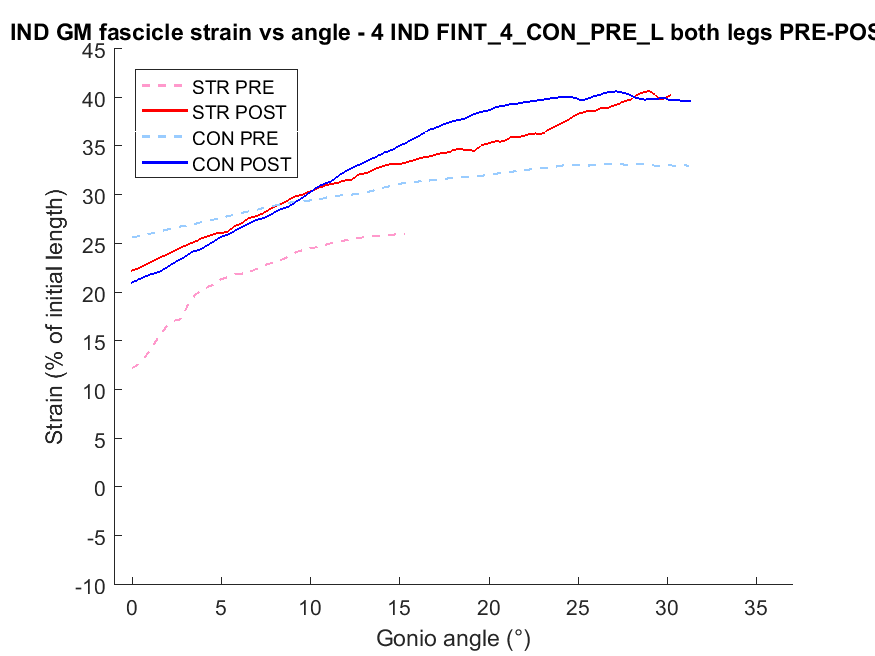 IND GM fascicle strain vs angle - 4 IND FINT_4_CON_PRE_L both legs PRE-POS
45
40
35
30
25
20
15
10
5
0
-5
-10
STR PRE
STR POST
CON PRE
CON POST
Strain (% of initial length)
0 5 10 15 20 25 30 35
Gonio angle (°)